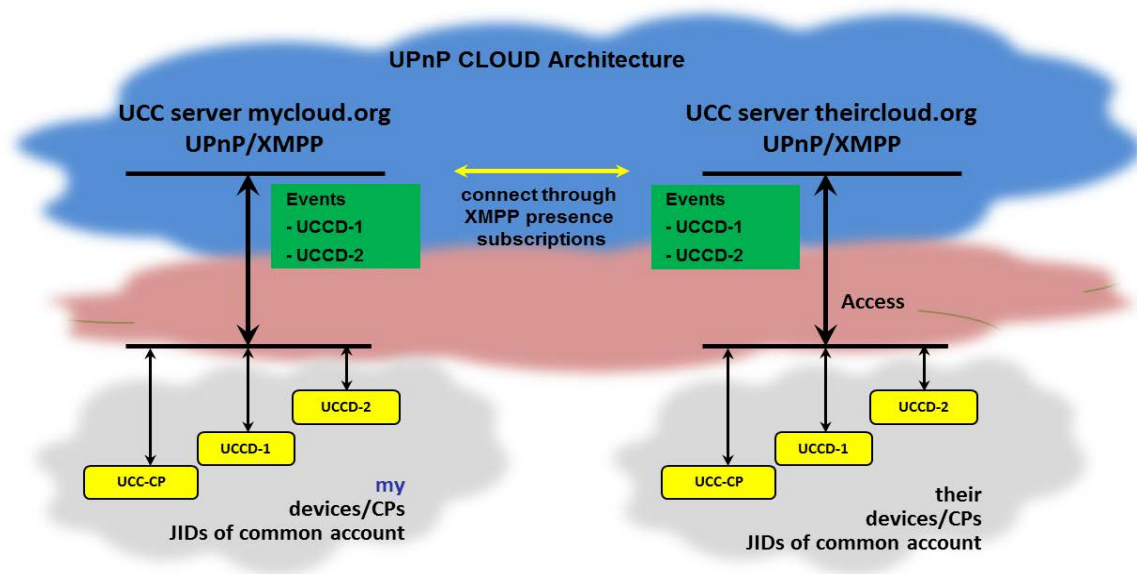 UPnP CLOUD Architecture
UCC server mycloud.org
UPnP/XMPP
UCC server theircloud.org
UPnP/XMPP
Events
- UCCD-1
- UCCD-2
connect through
XMPP presence
subscriptions
Events
- UCCD-1
- UCCD-2
Access
UCCD-2
UCCD-1
UCC-CP
my
devices/CPs
JIDs of common account
UCCD-2
UCCD-1
UCC-CP
their
devices/CPs
JIDs of common account